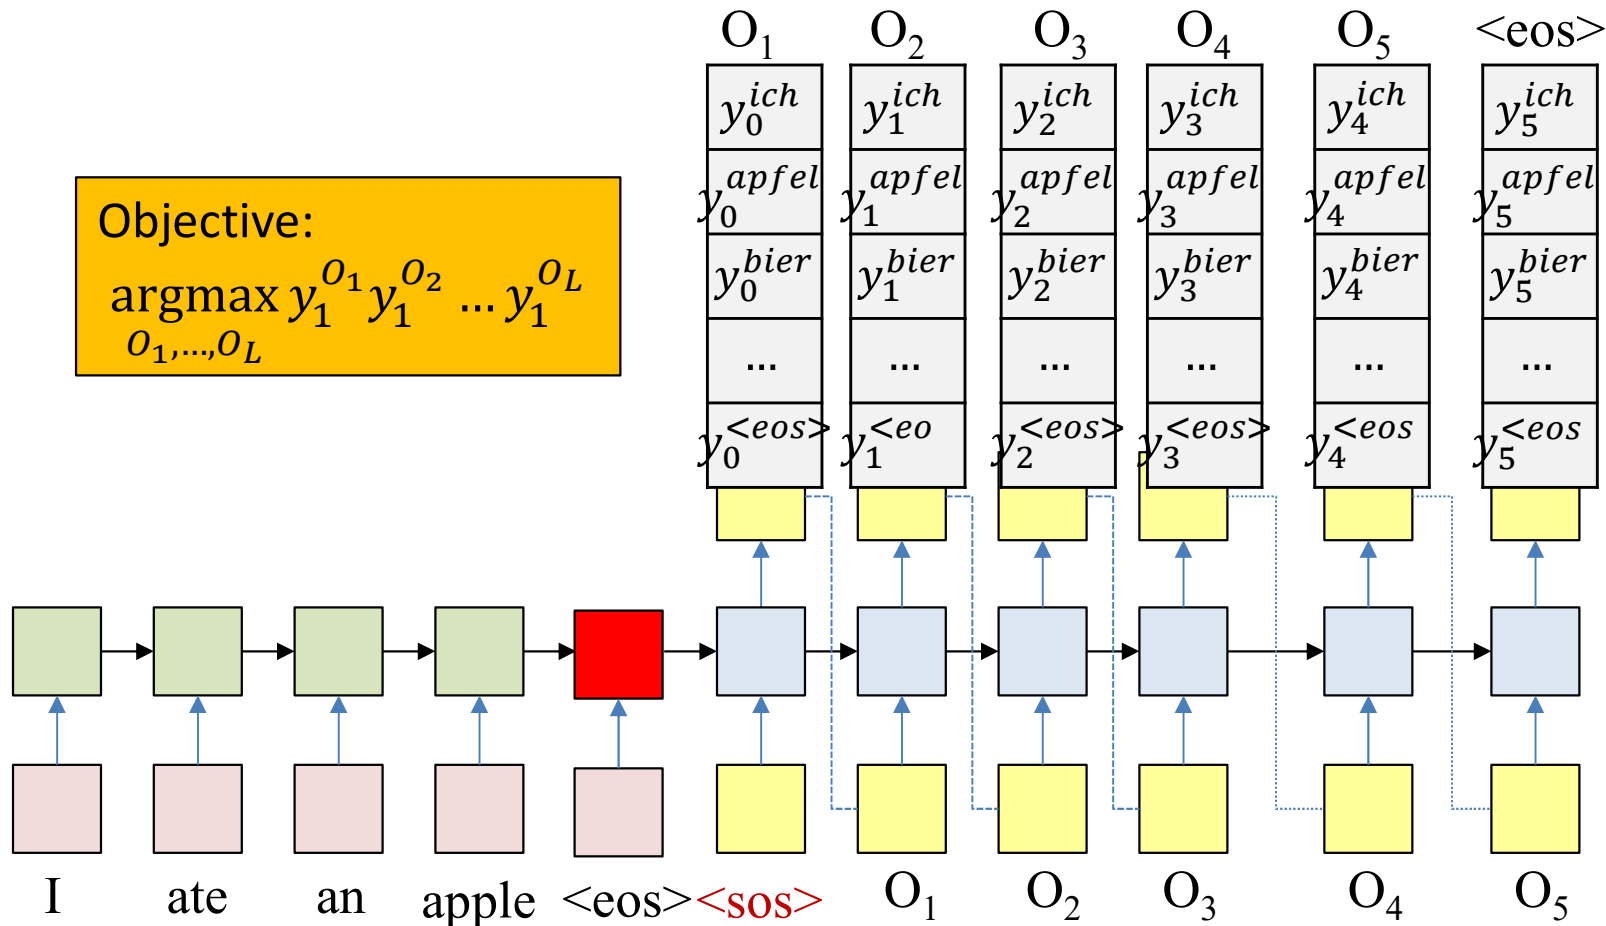 O₁ O₂ O₃ O₄ O₅ <eos>
y₀^ich y₁^ich y₂^ich y₃^ich y₄^ich y₅^ich
y₀^apfel y₁^apfel y₂^apfel y₃^apfel y₄^apfel y₅^apfel
y₀^bier y₁^bier y₂^bier y₃^bier y₄^bier y₅^bier
... ... ... ... ... ...
y₀^<eos> y₁^<eo y₂^<eos> y₃^<eos> y₄^<eos y₅^<eos
Objective:
argmax y₁^O₁ y₁^O₂ ... y₁^O_L
O₁,...,O_L
I ate an apple <eos> <sos> O₁ O₂ O₃ O₄ O₅